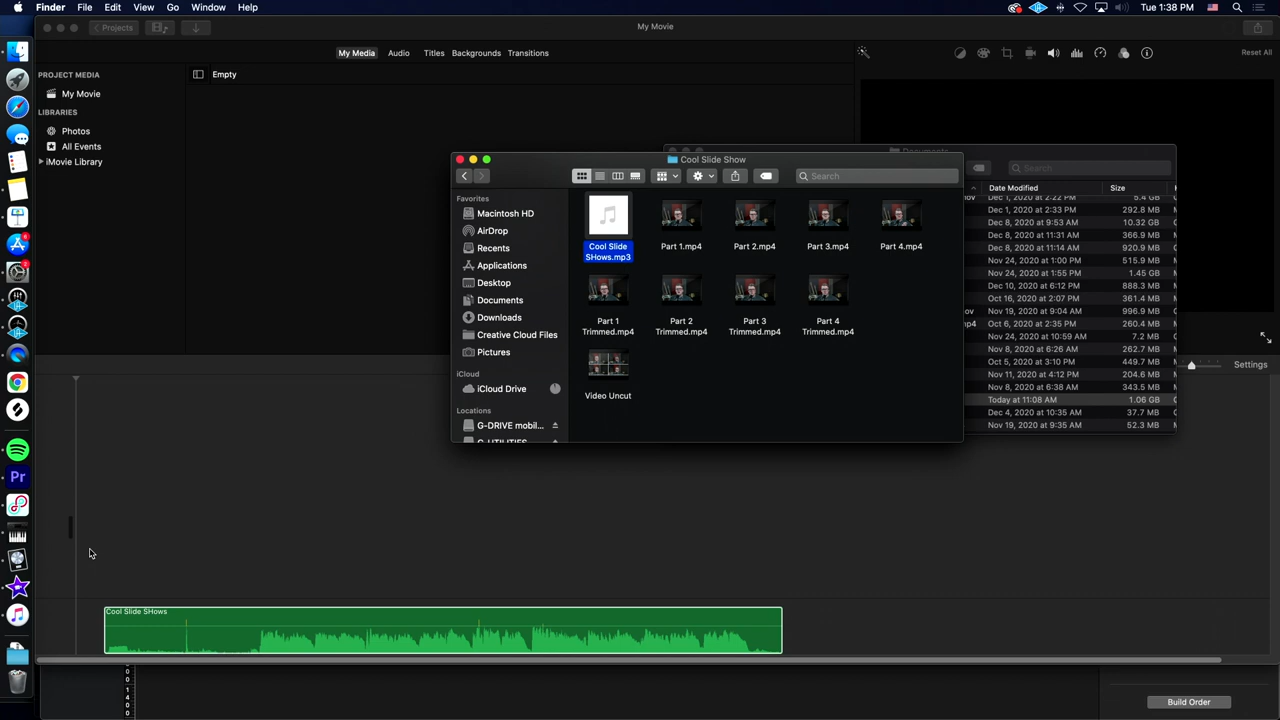 Finder File Edit View Go Window Help
Tue 1:38 PM
Projects
My Movie
My Media Audio Titles Backgrounds Transitions
Reset All
PROJECT MEDIA
My Movie
LIBRARIES
Photos
All Events
iMovie Library
Empty
Documents
Search
Date Modified Size
Dec 1, 2020 at 2:22 PM 5.4 GB
Dec 1, 2020 at 2:33 PM 292.8 MB
Dec 8, 2020 at 9:53 AM 10.32 GB
Dec 8, 2020 at 11:31 AM 366.9 MB
Dec 8, 2020 at 11:14 AM 920.9 MB
Nov 24, 2020 at 1:00 PM 515.9 MB
Nov 24, 2020 at 1:55 PM 1.45 GB
Dec 10, 2020 at 6:12 PM 888.3 MB
Oct 16, 2020 at 2:07 PM 361.4 MB
Nov 19, 2020 at 9:04 AM 199.6 MB
Oct 6, 2020 at 2:35 PM 260.4 MB
Nov 24, 2020 at 10:59 AM 7.2 MB
Nov 8, 2020 at 6:26 AM 262.7 MB
Oct 5, 2020 at 3:10 PM 449.7 MB
Nov 11, 2020 at 4:12 PM 204.6 MB
Nov 8, 2020 at 6:38 AM 343.5 MB
Today at 11:08 AM 1.06 GB
Dec 4, 2020 at 10:35 AM 37.7 MB
Nov 19, 2020 at 9:35 AM 52.3 MB
Cool Slide Show
Search
Favorites
Macintosh HD
AirDrop
Recents
Applications
Desktop
Documents
Downloads
Creative Cloud Files
Pictures
iCloud
iCloud Drive
Locations
G-DRIVE mobil...
G-UTILITIES
Cool Slide
SHows.mp3
Part 1.mp4
Part 2.mp4
Part 3.mp4
Part 4.mp4
Part 1
Trimmed.mp4
Part 2
Trimmed.mp4
Part 3
Trimmed.mp4
Part 4
Trimmed.mp4
Video Uncut
Settings
Cool Slide SHows
Pr
Build Order